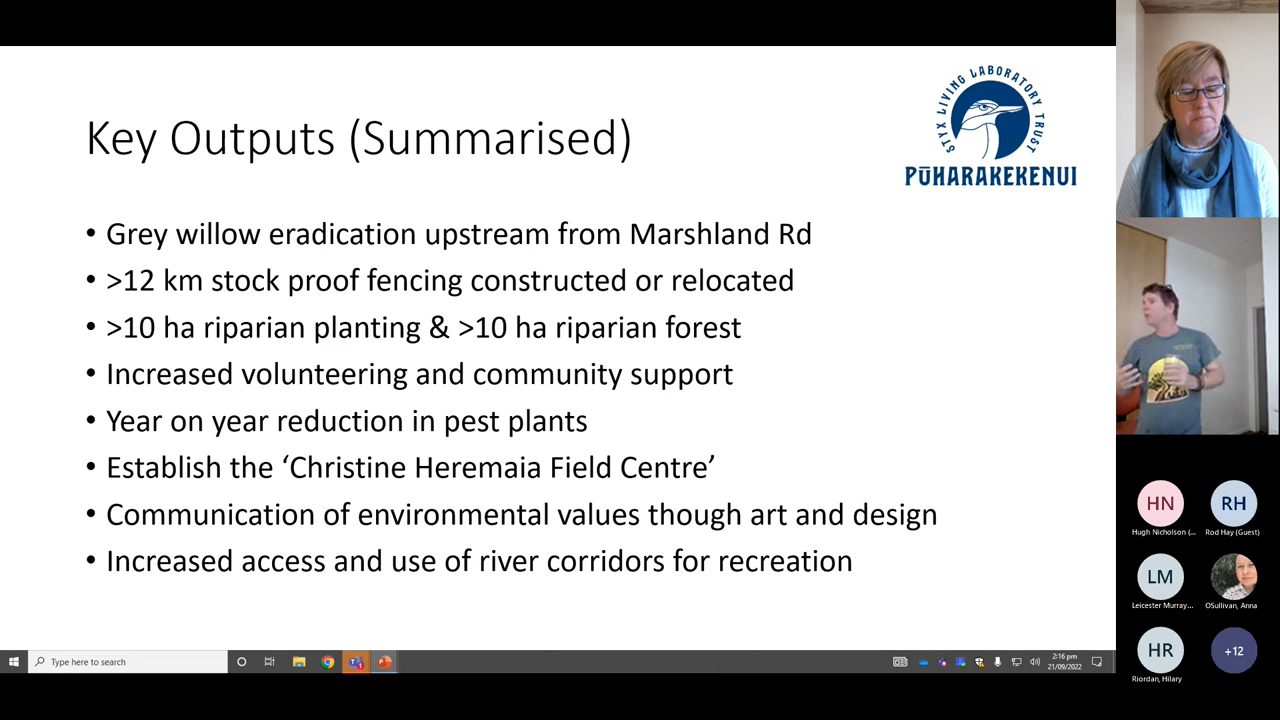 Key Outputs (Summarised)
STYX LIVING LABORATORY TRUST
PŪHARAKEKENUI
• Grey willow eradication upstream from Marshland Rd
• >12 km stock proof fencing constructed or relocated
• >10 ha riparian planting & >10 ha riparian forest
• Increased volunteering and community support
• Year on year reduction in pest plants
• Establish the ‘Christine Heremaia Field Centre’
• Communication of environmental values though art and design
• Increased access and use of river corridors for recreation
HN
RH
Hugh Nicholson (...
Rod Hay (Guest)
LM
Leicester Murray...
OSullivan, Anna
HR
+12
Riordan, Hilary
Type here to search
2:16 pm
21/09/2022